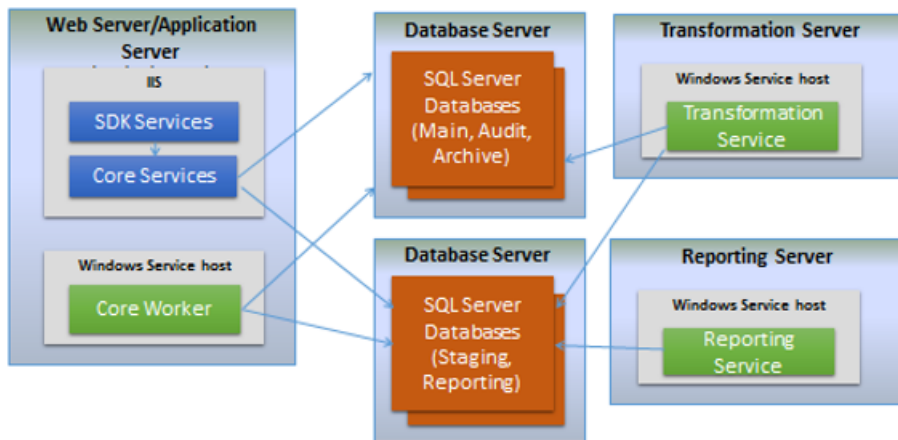 Web Server/Application
Server
IIS
SDK Services
Core Services
Windows Service host
Core Worker
Database Server
SQL Server
Databases
(Main, Audit,
Archive)
Database Server
SQL Server
Databases
(Staging,
Reporting)
Transformation Server
Windows Service host
Transformation
Service
Reporting Server
Windows Service host
Reporting
Service